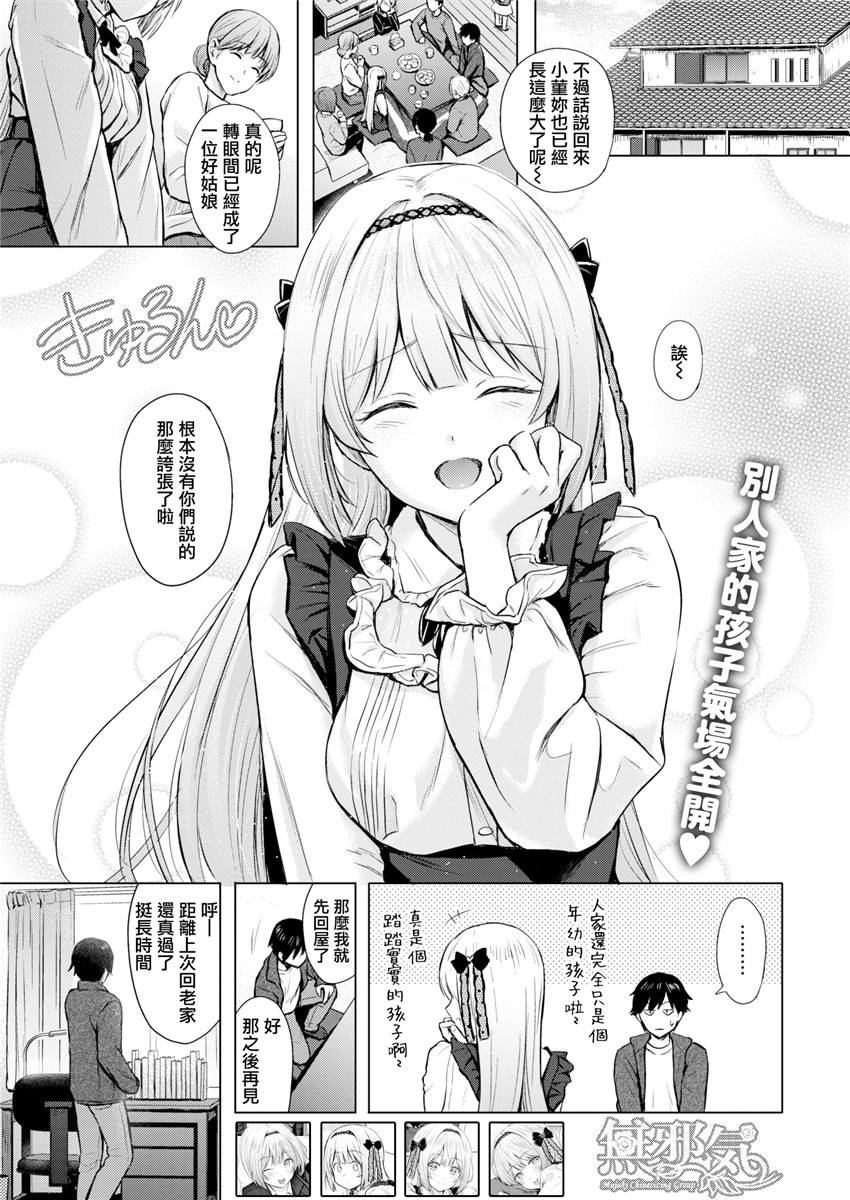 不過話說回來
小菫妳也已經
長這麼大了呢～
真的呢
轉眼間已經成了
一位好姑娘
きゅるん♡
誒～
根本沒有你們說的
那麼誇張了啦
別人家的孩子氣場全開♥
………
人家還完全只是個
年幼的孩子啦～
真是個
踏踏實實的孩子啊～
那麼我就
先回屋了
好
那之後再見
呼—
距離上次回老家
還真過了
挺長時間
無邪気